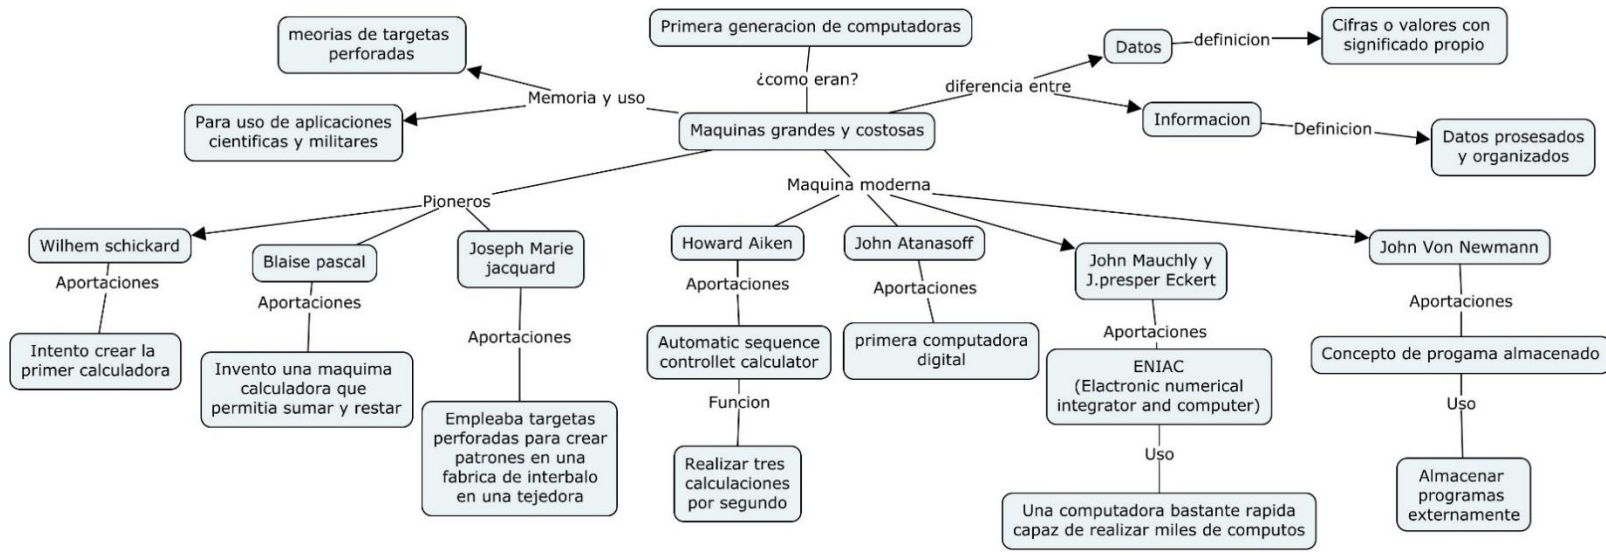 Primera generacion de computadoras
¿como eran?
Maquinas grandes y costosas
Memoria y uso
meorias de targetas
perforadas
Para uso de aplicaciones
cientificas y militares
diferencia entre
Datos
definicion
Cifras o valores con
significado propio
Informacion
Definicion
Datos prosesados
y organizados
Pioneros
Wilhem schickard
Aportaciones
Intento crear la
primer calculadora
Blaise pascal
Aportaciones
Invento una maquima
calculadora que
permitia sumar y restar
Joseph Marie
jacquard
Aportaciones
Empleaba targetas
perforadas para crear
patrones en una
fabrica de interbalo
en una tejedora
Maquina moderna
Howard Aiken
Aportaciones
Automatic sequence
controllet calculator
Funcion
Realizar tres
calculaciones
por segundo
John Atanasoff
Aportaciones
primera computadora
digital
John Mauchly y
J.presper Eckert
Aportaciones
ENIAC
(Elactronic numerical
integrator and computer)
Uso
Una computadora bastante rapida
capaz de realizar miles de computos
John Von Newmann
Aportaciones
Concepto de progama almacenado
Uso
Almacenar
programas
externamente